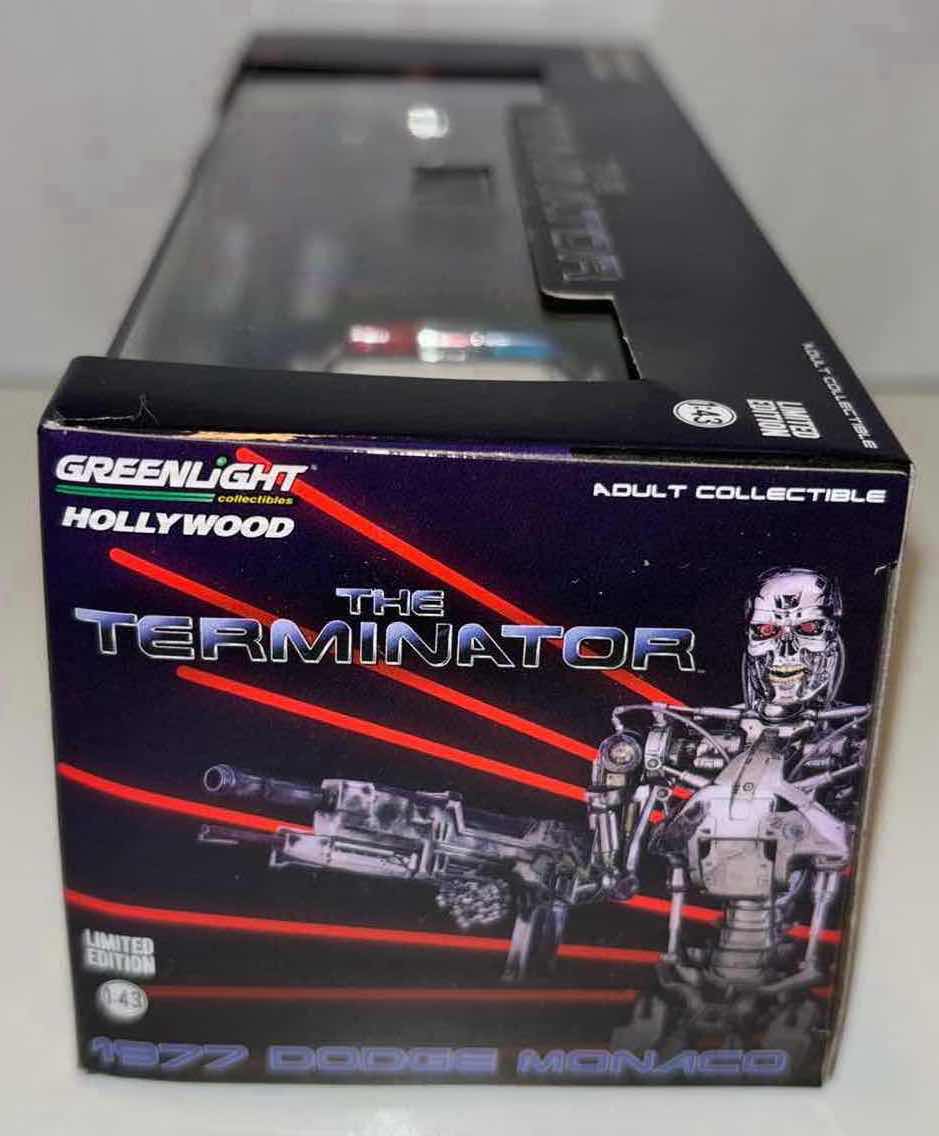 LIMITED
EDITION
1:43
ADULT COLLECTIBLE
GREENLIGHT
collectibles
HOLLYWOOD
ADULT COLLECTIBLE
THE
TERMINATOR
LIMITED
EDITION
1:43
1977 DODGE MONACO